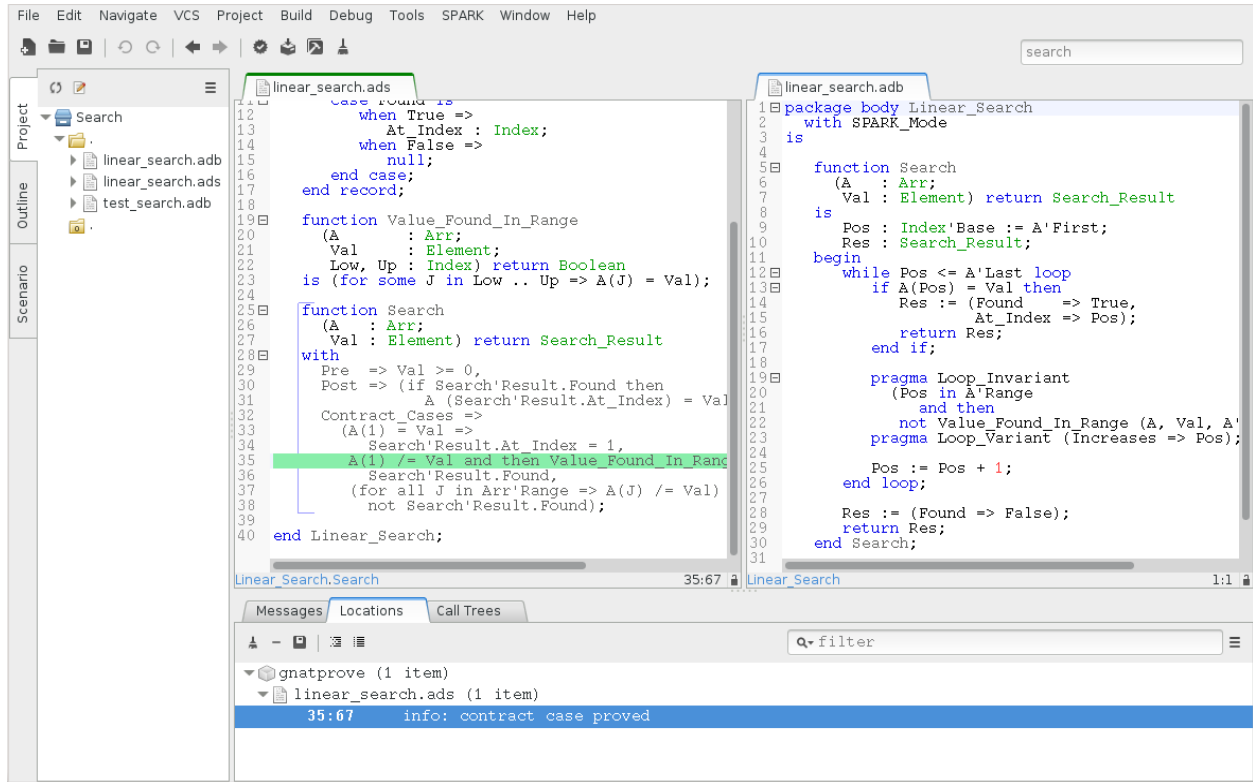 File Edit Navigate VCS Project Build Debug Tools SPARK Window Help
search
Project
Outline
Scenario
Search
.
linear_search.adb
linear_search.ads
test_search.adb
.
linear_search.ads
11 case Found is
12 when True =>
13 At_Index : Index;
14 when False =>
15 null;
16 end case;
17 end record;
18
19 function Value_Found_In_Range
20 (A : Arr;
21 Val : Element;
22 Low, Up : Index) return Boolean
23 is (for some J in Low .. Up => A(J) = Val);
24
25 function Search
26 (A : Arr;
27 Val : Element) return Search_Result
28 with
29 Pre => Val >= 0,
30 Post => (if Search'Result.Found then
31 A (Search'Result.At_Index) = Val
32 Contract_Cases =>
33 (A(1) = Val =>
34 Search'Result.At_Index = 1,
35 A(1) /= Val and then Value_Found_In_Rang
36 Search'Result.Found,
37 (for all J in Arr'Range => A(J) /= Val)
38 not Search'Result.Found);
39
40 end Linear_Search;
Linear_Search.Search 35:67
linear_search.adb
1 package body Linear_Search
2 with SPARK_Mode
3 is
4
5 function Search
6 (A : Arr;
7 Val : Element) return Search_Result
8 is
9 Pos : Index'Base := A'First;
10 Res : Search_Result;
11 begin
12 while Pos <= A'Last loop
13 if A(Pos) = Val then
14 Res := (Found => True,
15 At_Index => Pos);
16 return Res;
17 end if;
18
19 pragma Loop_Invariant
20 (Pos in A'Range
21 and then
22 not Value_Found_In_Range (A, Val, A'
23 pragma Loop_Variant (Increases => Pos);
24
25 Pos := Pos + 1;
26 end loop;
27
28 Res := (Found => False);
29 return Res;
30 end Search;
31
Linear_Search 1:1
Messages Locations Call Trees
filter
gnatprove (1 item)
linear_search.ads (1 item)
35:67 info: contract case proved